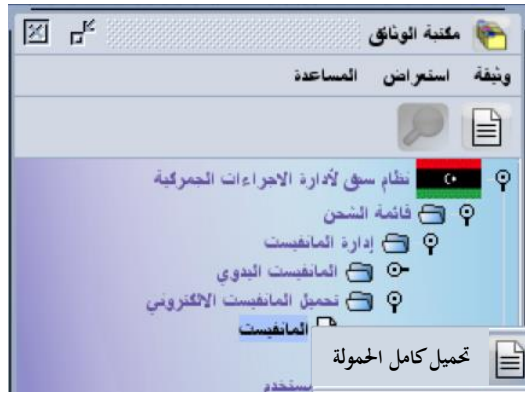 مكتبة الوثائق
وثيقة استعراض المساعدة
نظام سبق لأدارة الاجراءات الجمركية
قائمة الشحن
إدارة المانفيست
المانفيست اليدوي
تحميل المانفيست الالكتروني
المانفيست
تحميل كامل الحمولة